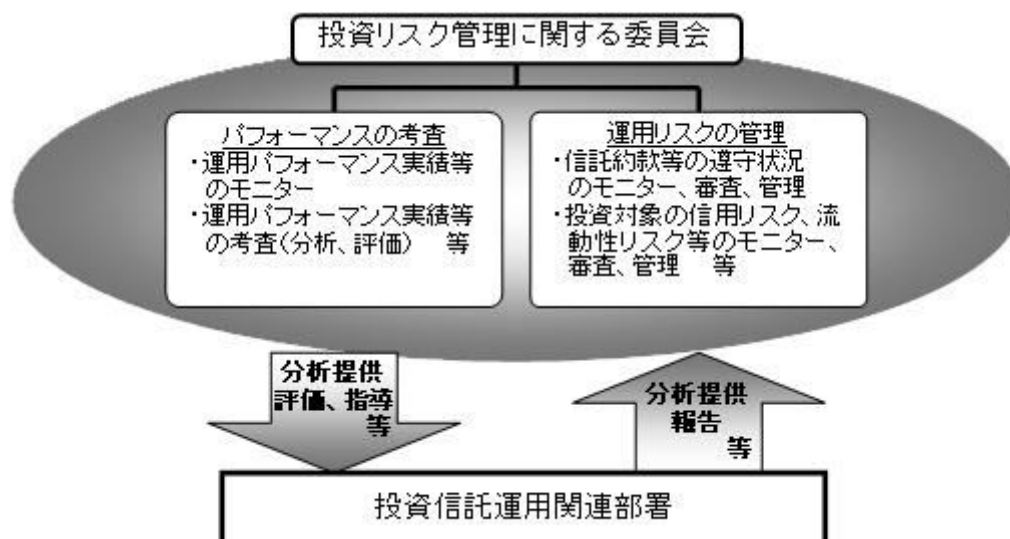 投資リスク管理に関する委員会
パフォーマンスの考査
・運用パフォーマンス実績等
のモニター
・運用パフォーマンス実績等
の考査(分析、評価) 等
運用リスクの管理
・信託約款等の遵守状況
のモニター、審査、管理
・投資対象の信用リスク、流
動性リスク等のモニター、
審査、管理 等
分析提供
評価、指導
等
分析提供
報告
等
投資信託運用関連部署